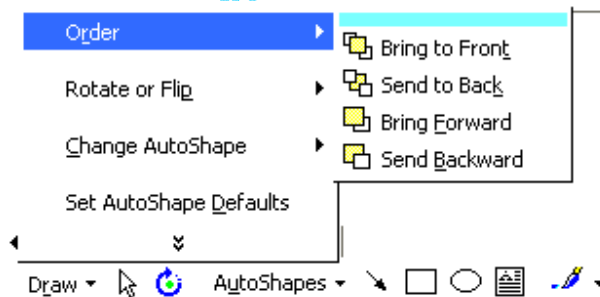 Order
Bring to Front
Send to Back
Rotate or Flip
Bring Forward
Change AutoShape
Send Backward
Set AutoShape Defaults
Draw
AutoShapes